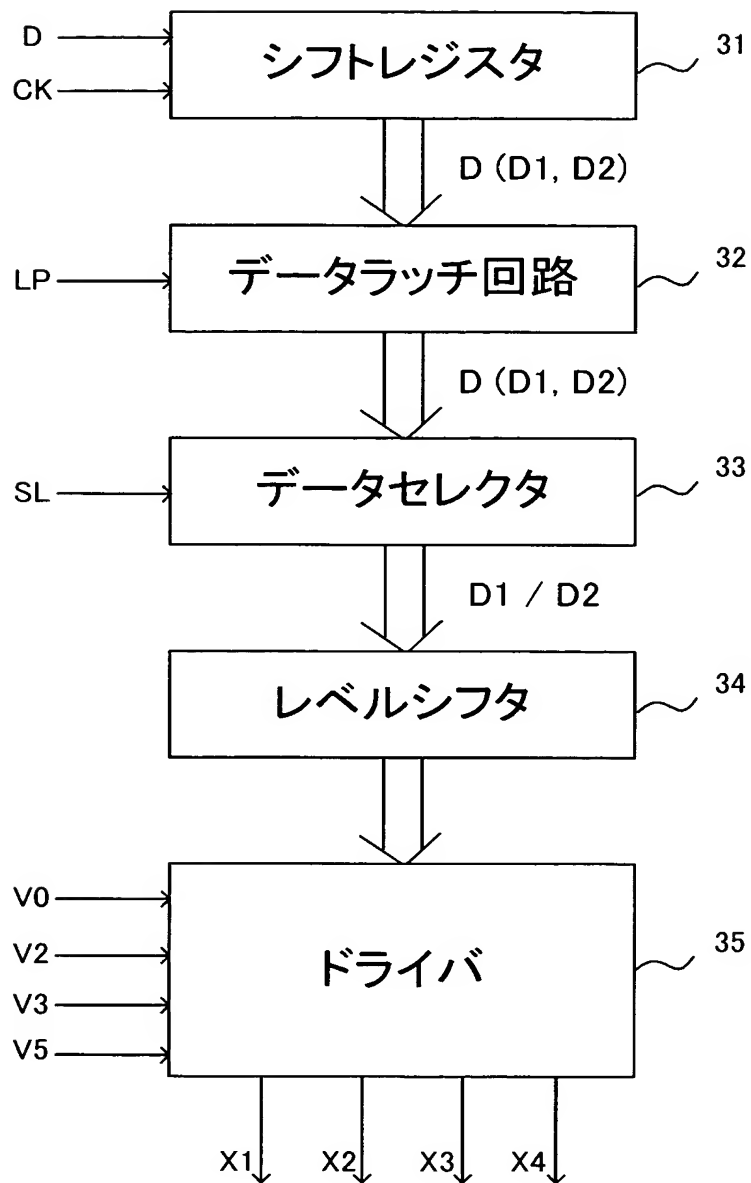 D
シフトレジスタ
31
CK
D (D1, D2)
LP
データラッチ回路
32
D (D1, D2)
SL
データセレクタ
33
D1 / D2
レベルシフタ
34
V0
V2
ドライバ
35
V3
V5
X1
X2
X3
X4